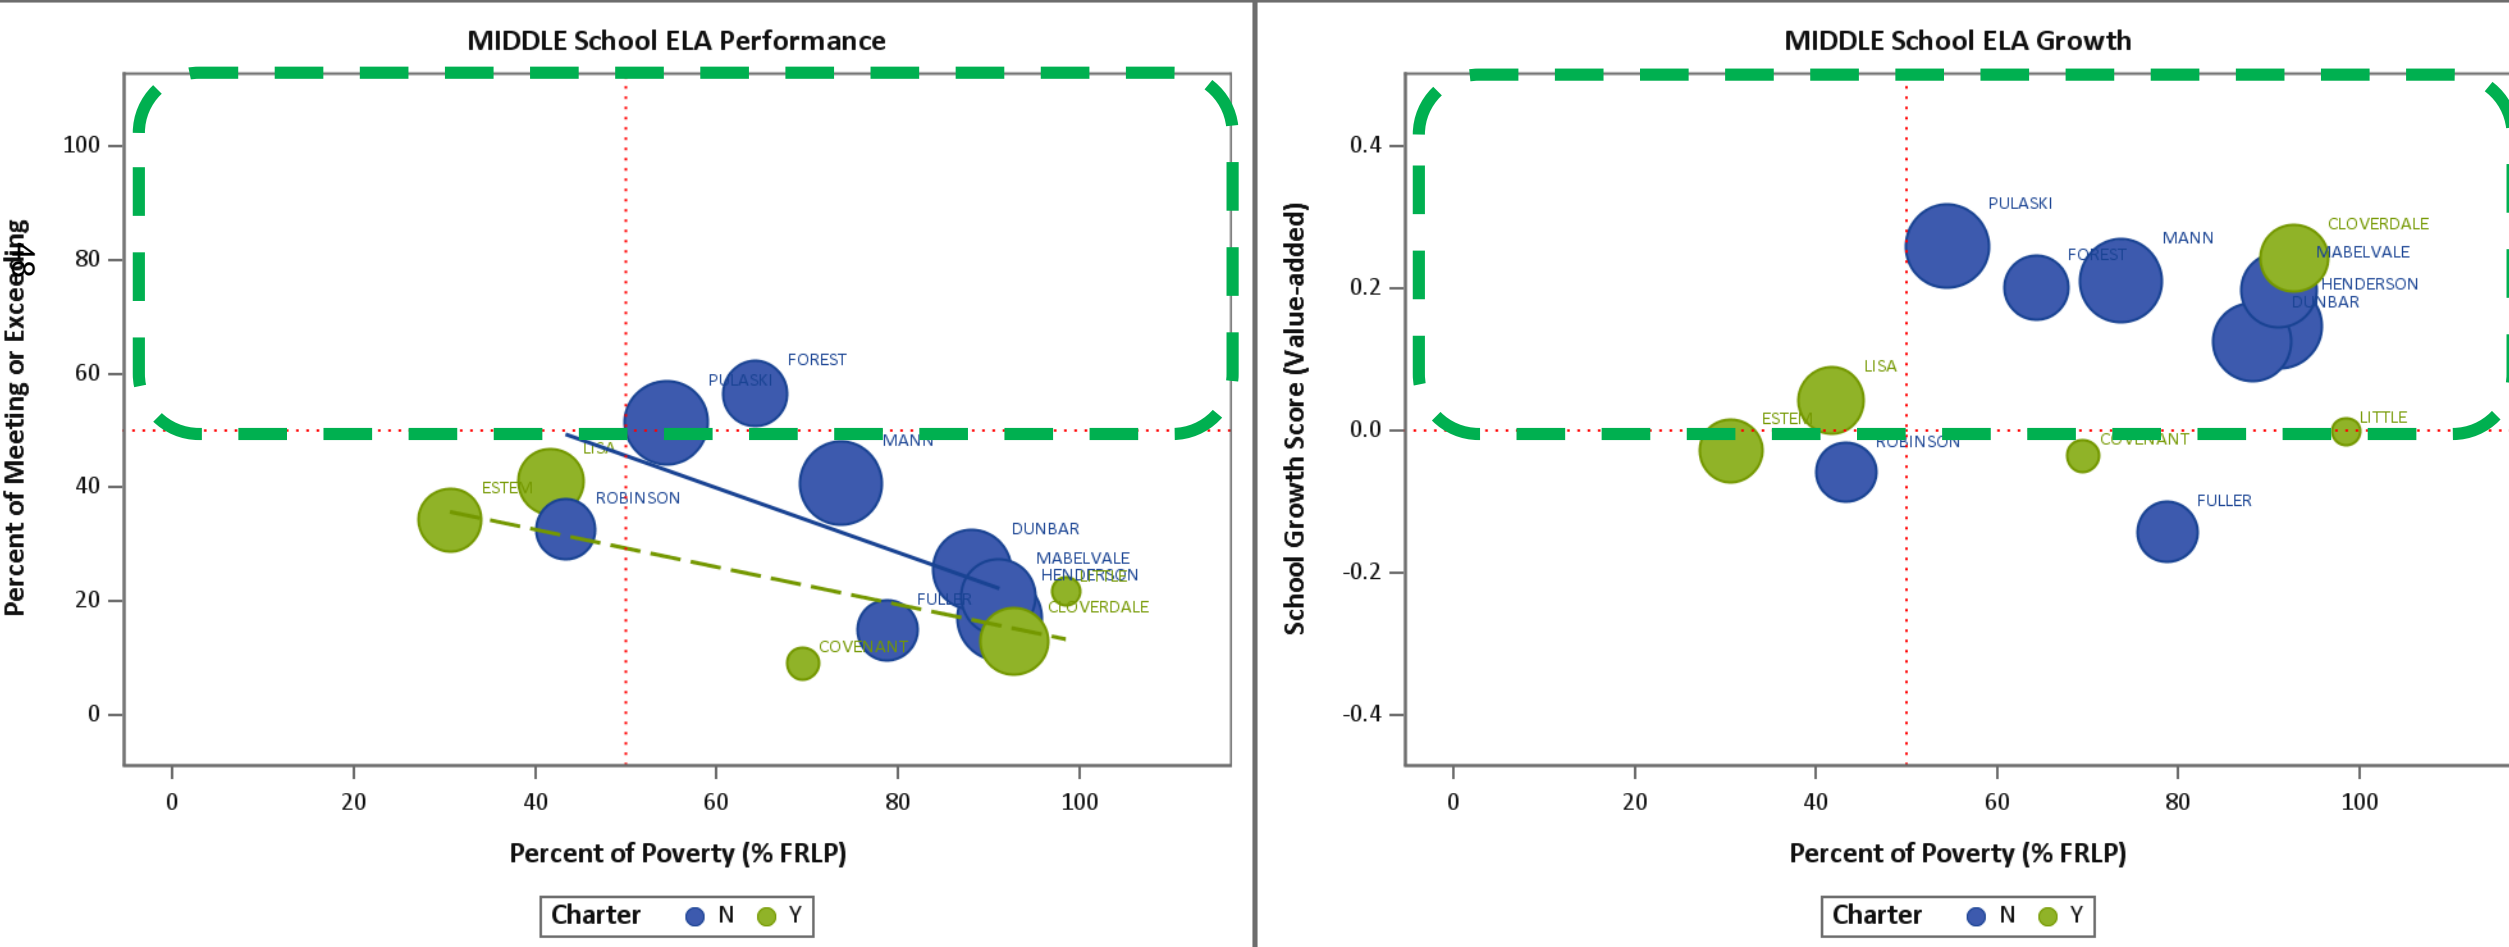 MIDDLE School ELA Performance
Percent of Meeting or Exceeding
48
100
80
60
40
20
0
FOREST
PULASKI
MANN
LISA
ESTEM
ROBINSON
DUNBAR
MABELVALE
HENDERSON
LITTLE
FULLER
CLOVERDALE
COVENANT
0 20 40 60 80 100
Percent of Poverty (% FRLP)
Charter N Y
MIDDLE School ELA Growth
School Growth Score (Value-added)
0.4
0.2
0.0
-0.2
-0.4
PULASKI
CLOVERDALE
MANN
FOREST
MABELVALE
HENDERSON
DUNBAR
LISA
ESTEM
LITTLE
ROBINSON
COVENANT
FULLER
0 20 40 60 80 100
Percent of Poverty (% FRLP)
Charter N Y